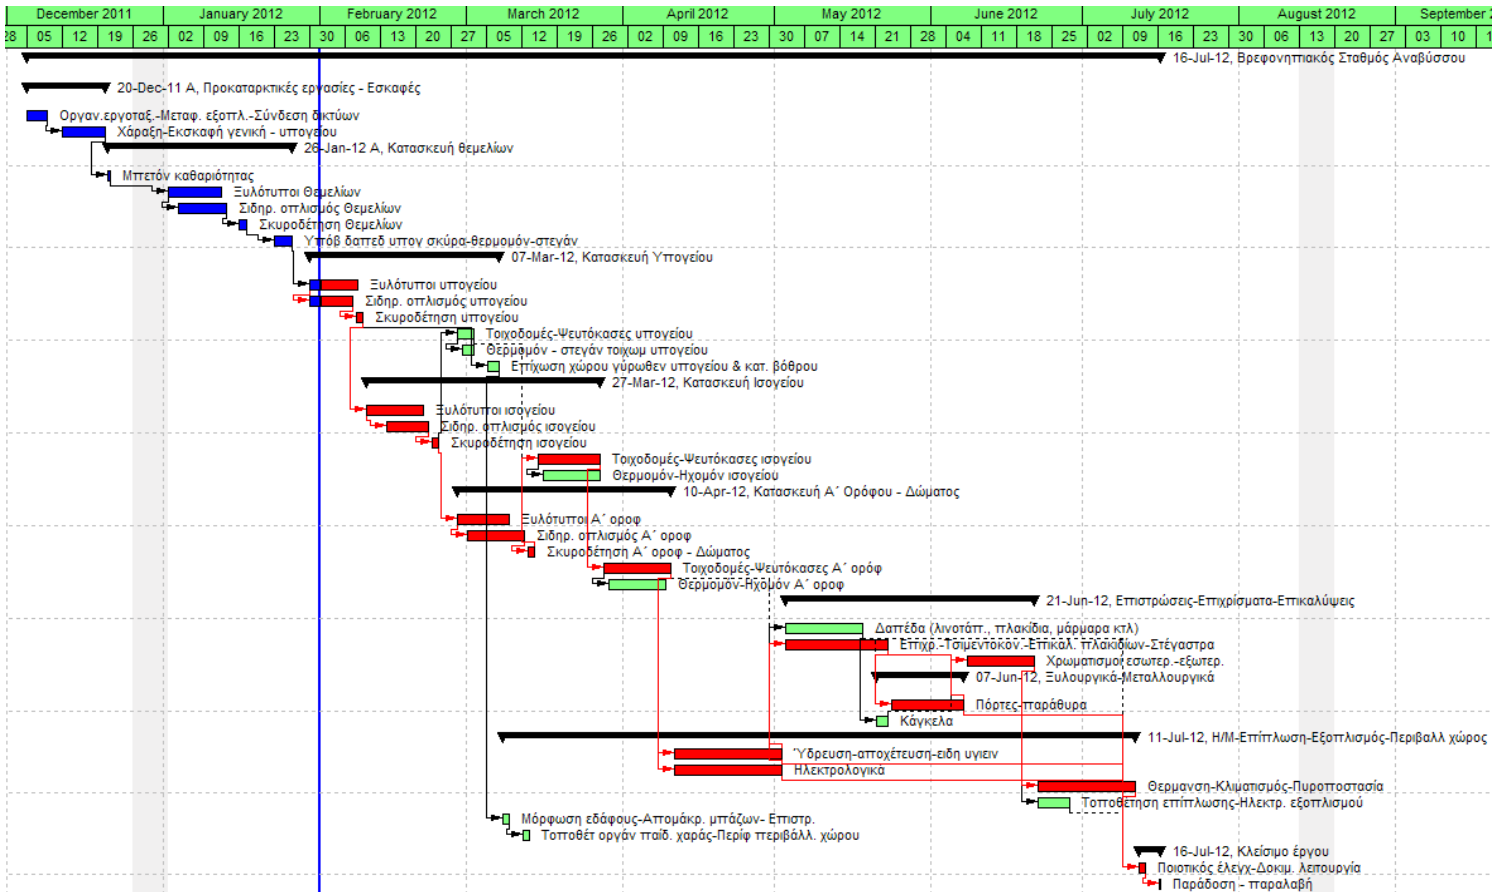 December 2011 January 2012 February 2012 March 2012 April 2012 May 2012 June 2012 July 2012 August 2012 September 2
28 05 12 19 26 02 09 16 23 30 06 13 20 27 05 12 19 26 02 09 16 23 30 07 14 21 28 04 11 18 25 02 09 16 23 30 06 13 20 27 03 10 1
16-Jul-12, Βρεφονηπιακός Σταθμός Αναβύσσου
20-Dec-11 A, Προκαταρκτικές εργασίες - Εσκαφές
Οργαν.εργοταξ.-Μεταφ. εξοπλ.-Σύνδεση δικτύων
Χάραξη-Εκσκαφή γενική - υπογείου
26-Jan-12 A, Κατασκευή θεμελίων
Μπετόν καθαριότητας
Ξυλότυποι Θεμελίων
Σιδηρ. οπλισμός Θεμελίων
Σκυροδέτηση Θεμελίων
Υπόβ δαπεδ υπογ σκύρα-θερμομόν-στεγάν
07-Mar-12, Κατασκευή Υπογείου
Ξυλότυποι υπογείου
Σιδηρ. οπλισμός υπογείου
Σκυροδέτηση υπογείου
Τοιχοδομές-Ψευτόκασες υπογείου
Θερμομόν - στεγάν τοιχωμ υπογείου
Επίχωση χώρου γύρωθεν υπογείου & κατ. βόθρου
27-Mar-12, Κατασκευή Ισογείου
Ξυλότυποι ισογείου
Σιδηρ. οπλισμός ισογείου
Σκυροδέτηση ισογείου
Τοιχοδομές-Ψευτόκασες ισογείου
Θερμομόν-Ηχομόν ισογείου
10-Apr-12, Κατασκευή Α΄ Ορόφου - Δώματος
Ξυλότυποι Α΄ οροφ
Σιδηρ. οπλισμός Α΄ οροφ
Σκυροδέτηση Α΄ οροφ - Δώματος
Τοιχοδομές-Ψευτόκασες Α΄ ορόφ
Θερμομόν-Ηχομόν Α΄ οροφ
21-Jun-12, Επιστρώσεις-Επιχρίσματα-Επικαλύψεις
Δαπέδα (λινοτάπ., πλακίδια, μάρμαρα κτλ)
Επιχρ.-Τσιμεντοκον.-Επικαλ. πλακιδίων-Στέγαστρα
Χρωματισμοι εσωτερ.-εξωτερ.
07-Jun-12, Ξυλουργικά-Μεταλλουργικά
Πόρτες-παράθυρα
Κάγκελα
11-Jul-12, Η/Μ-Επίπλωση-Εξοπλισμός-Περιβαλλ χώρος
Ύδρευση-αποχέτευση-ειδη υγιειν
Ηλεκτρολογικά
Θερμανση-Κλιματισμός-Πυροποστασία
Τοποθέτηση επίπλωσης-Ηλεκτρ. εξοπλισμού
Μόρφωση εδάφους-Απομάκρ. μπάζων- Επιστρ.
Τοποθέτ οργάν παίδ. χαράς-Περίφ περιβάλλ. χώρου
16-Jul-12, Κλείσιμο έργου
Ποιοτικός έλεγχ-Δοκιμ. λειτουργία
Παράδοση - παραλαβή